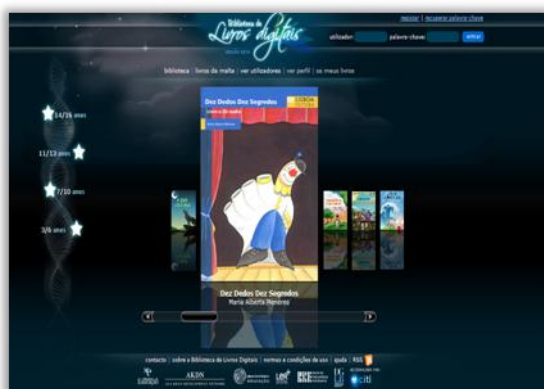 registar | recuperar palavra-chave
Biblioteca de
Livros digitais
utilizador: palavra-chave: entrar
biblioteca | livros da malta | ver utilizadores | ver perfil | os meus livros
Dez Dedos Dez Segredos
LISBOA
14/16 anos
11/13 anos
7/10 anos
3/6 anos
Dez Dedos Dez Segredos
Maria Alberta Menéres
contacto | sobre a Biblioteca de Livros Digitais | normas e condições de uso | ajuda | RSS
AKDN
citi